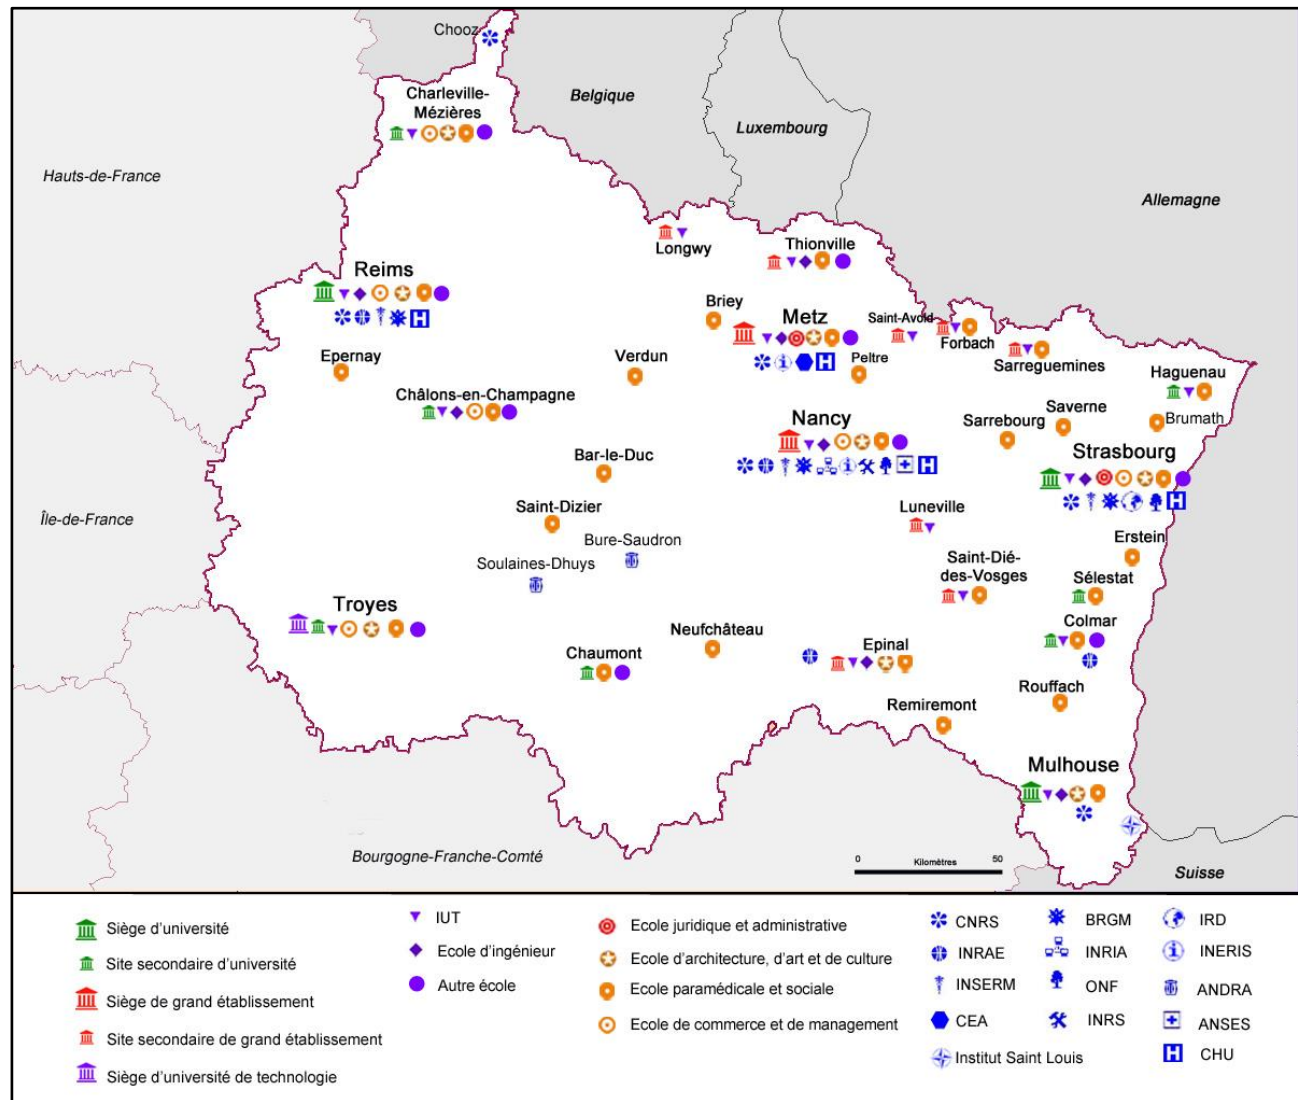 Chooz
Charleville-
Mézières
Belgique
Luxembourg
Hauts-de-France
Allemagne
Longwy
Thionville
Reims
Briey
Metz
Saint-Avold
Forbach
Epernay
Verdun
Peltre
Sarreguemines
Haguenau
Châlons-en-Champagne
Nancy
Sarrebourg
Saverne
Brumath
Strasbourg
Bar-le-Duc
Saint-Dizier
Luneville
Île-de-France
Bure-Saudron
Erstein
Soulaines-Dhuys
Saint-Dié-
des-Vosges
Sélestat
Troyes
Colmar
Neufchâteau
Epinal
Chaumont
Rouffach
Remiremont
Mulhouse
Bourgogne-Franche-Comté
0 Kilomètres 50
Suisse
Siège d'université
Site secondaire d'université
Siège de grand établissement
Site secondaire de grand établissement
Siège d'université de technologie
IUT
Ecole d'ingénieur
Autre école
Ecole juridique et administrative
Ecole d'architecture, d'art et de culture
Ecole paramédicale et sociale
Ecole de commerce et de management
CNRS
INRAE
INSERM
CEA
Institut Saint Louis
BRGM
INRIA
ONF
INRS
IRD
INERIS
ANDRA
ANSES
CHU